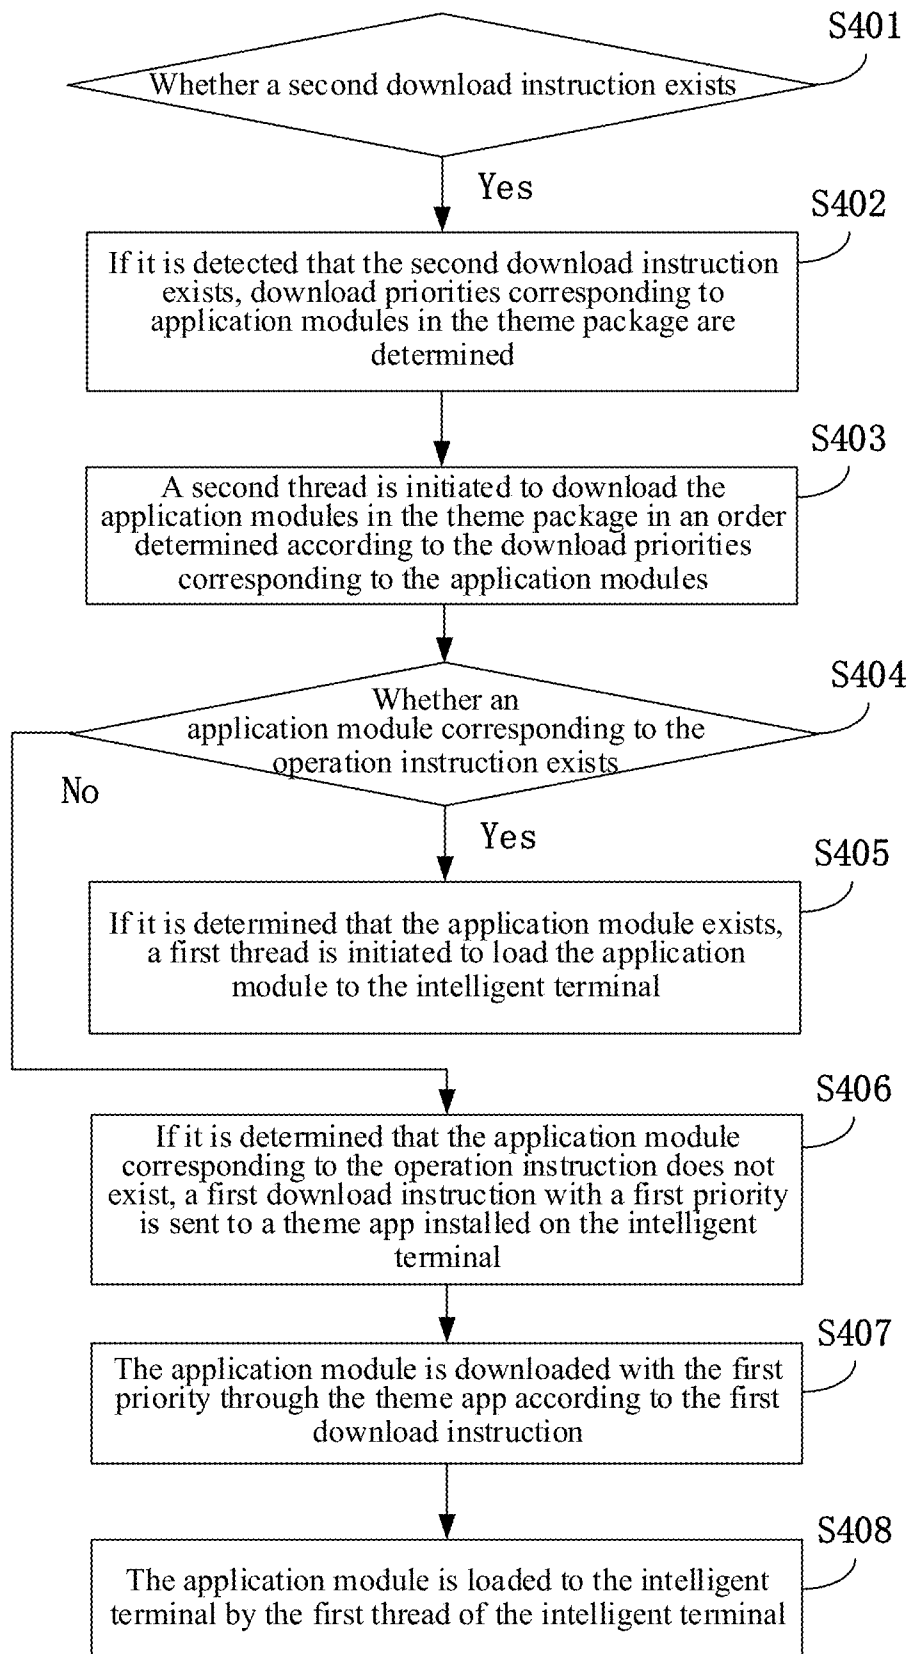 S401
Whether a second download instruction exists
Yes
S402
If it is detected that the second download instruction
exists, download priorities corresponding to
application modules in the theme package are
determined
S403
A second thread is initiated to download the
application modules in the theme package in an order
determined according to the download priorities
corresponding to the application modules
S404
Whether an
application module corresponding to the
operation instruction exists
No
Yes
S405
If it is determined that the application module exists,
a first thread is initiated to load the application
module to the intelligent terminal
S406
If it is determined that the application module
corresponding to the operation instruction does not
exist, a first download instruction with a first priority
is sent to a theme app installed on the intelligent
terminal
S407
The application module is downloaded with the first
priority through the theme app according to the first
download instruction
S408
The application module is loaded to the intelligent
terminal by the first thread of the intelligent terminal